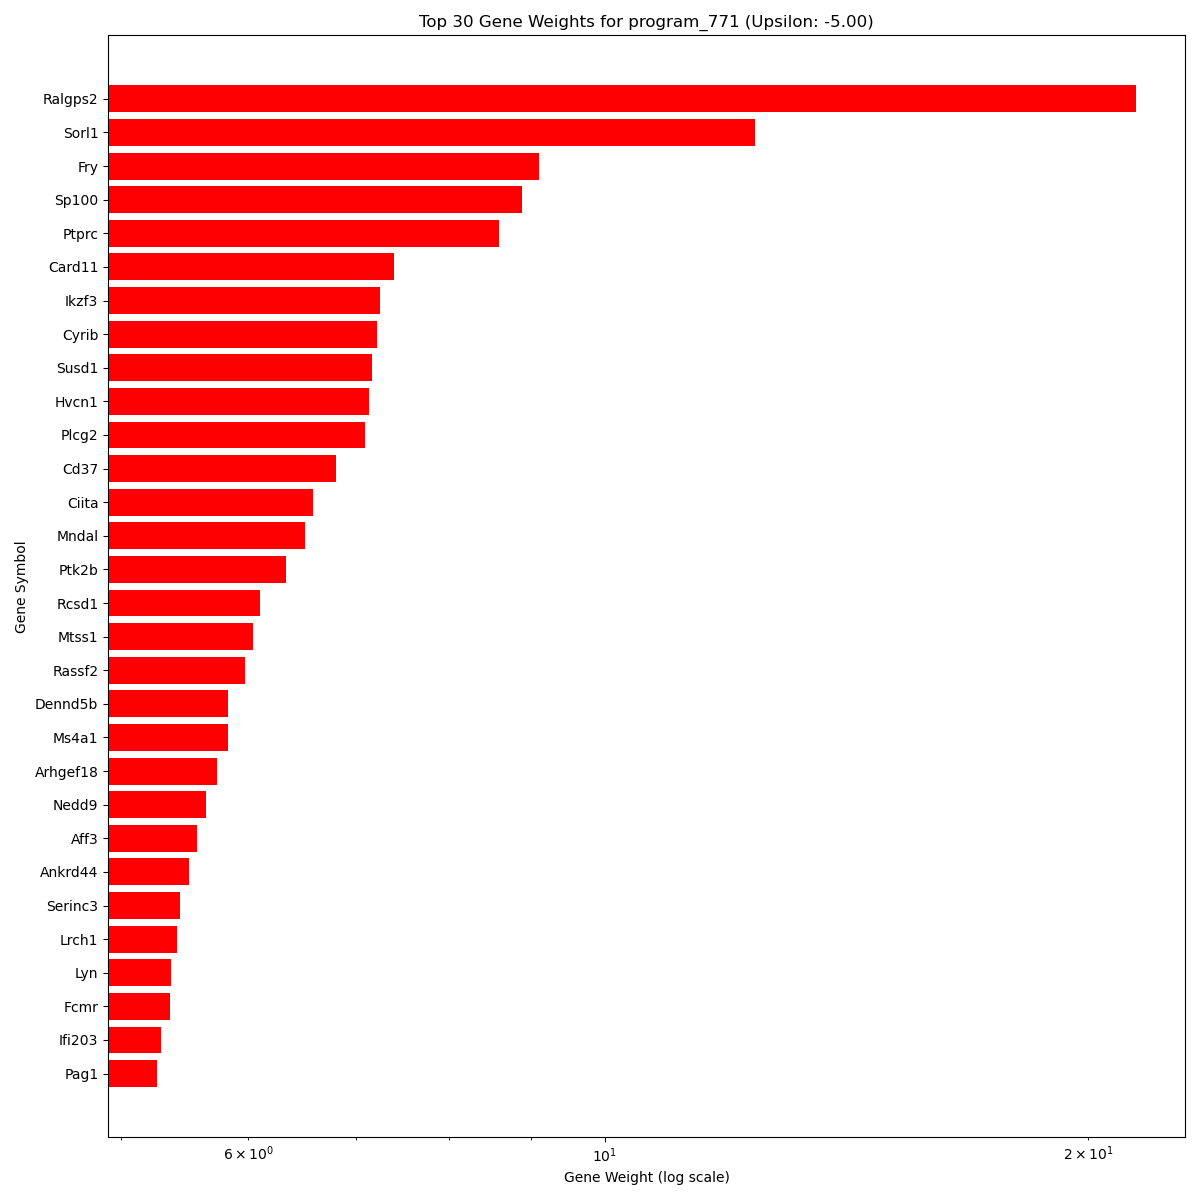 Top 30 Gene Weights for program_771 (Upsilon: -5.00)
Gene Symbol
Ralgps2
Sorl1
Fry
Sp100
Ptprc
Card11
Ikzf3
Cyrib
Susd1
Hvcn1
Plcg2
Cd37
Ciita
Mndal
Ptk2b
Rcsd1
Mtss1
Rassf2
Dennd5b
Ms4a1
Arhgef18
Nedd9
Aff3
Ankrd44
Serinc3
Lrch1
Lyn
Fcmr
Ifi203
Pag1
6 × 10⁰ 10¹ 2 × 10¹
Gene Weight (log scale)